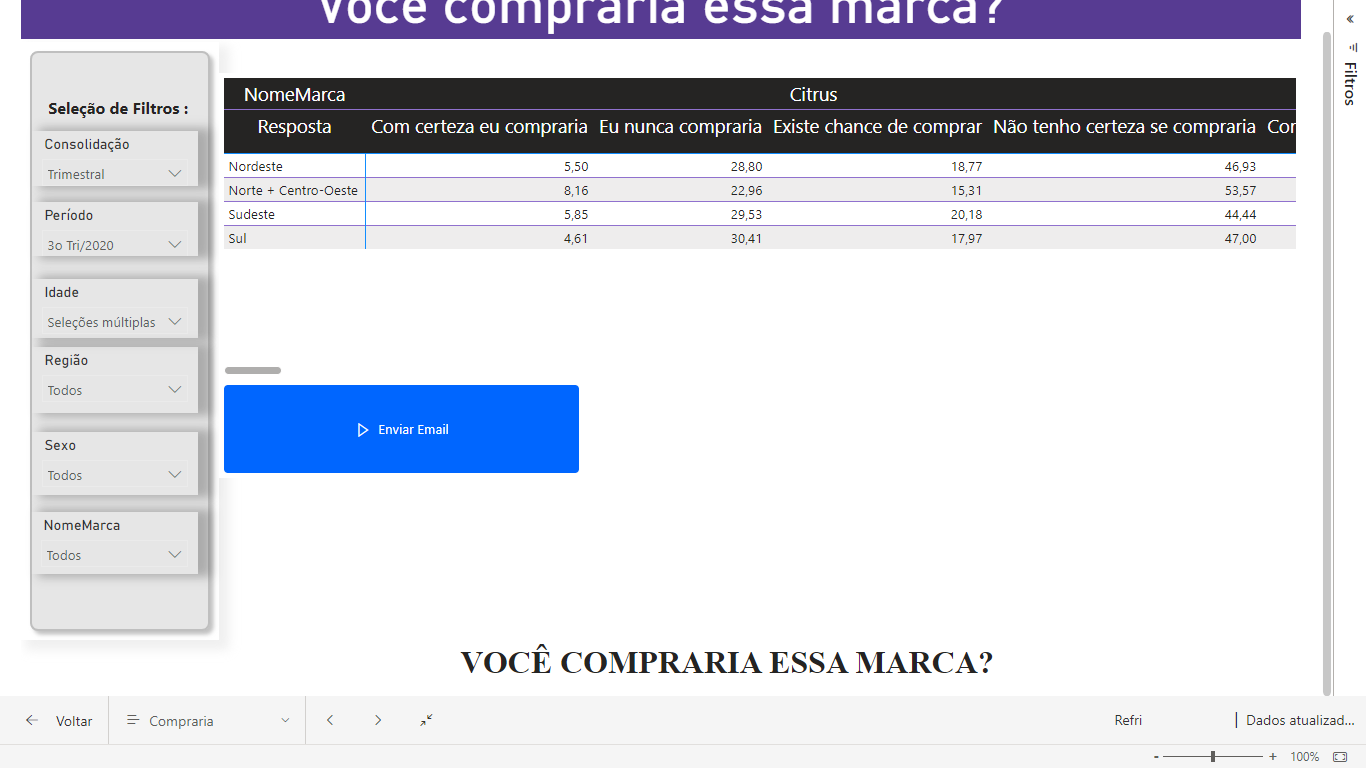 Você compraria essa marca?
Seleção de Filtros :
Consolidação
Trimestral
Período
3o Tri/2020
Idade
Seleções múltiplas
Região
Todos
Sexo
Todos
NomeMarca
Todos
NomeMarca Citrus
Resposta Com certeza eu compraria Eu nunca compraria Existe chance de comprar Não tenho certeza se compraria Cor
Nordeste 5,50 28,80 18,77 46,93
Norte + Centro-Oeste 8,16 22,96 15,31 53,57
Sudeste 5,85 29,53 20,18 44,44
Sul 4,61 30,41 17,97 47,00
Enviar Email
VOCÊ COMPRARIA ESSA MARCA?
Filtros
Voltar Compraria Refri Dados atualizad...
- + 100%